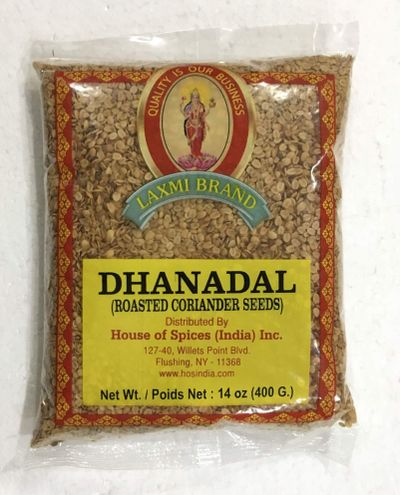 QUALITY IS OUR BUSINESS
LAXMI BRAND
DHANADAL
(ROASTED CORIANDER SEEDS)
Distributed By
House of Spices (India) Inc.
127-40, Willets Point Blvd.
Flushing, NY - 11368
www.hosindia.com
Net Wt. / Poids Net : 14 oz (400 G.)